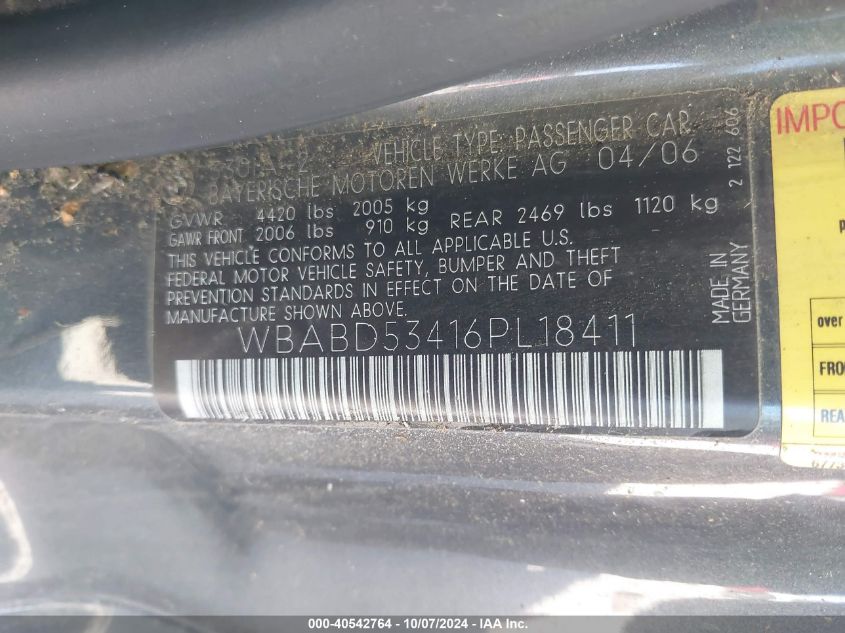 VEHICLE TYPE: PASSENGER CAR
BAYERISCHE MOTOREN WERKE AG 04/06
GVWR 4420 lbs 2005 kg
GAWR FRONT 2006 lbs 910 kg REAR 2469 lbs 1120 kg
THIS VEHICLE CONFORMS TO ALL APPLICABLE U.S.
FEDERAL MOTOR VEHICLE SAFETY, BUMPER AND THEFT
PREVENTION STANDARDS IN EFFECT ON THE DATE OF
MANUFACTURE SHOWN ABOVE.
WBABD53416PL18411
MADE IN
GERMANY
2 122 606
IMPO
over
FRO
REA
000-40542764 - 10/07/2024 - IAA Inc.